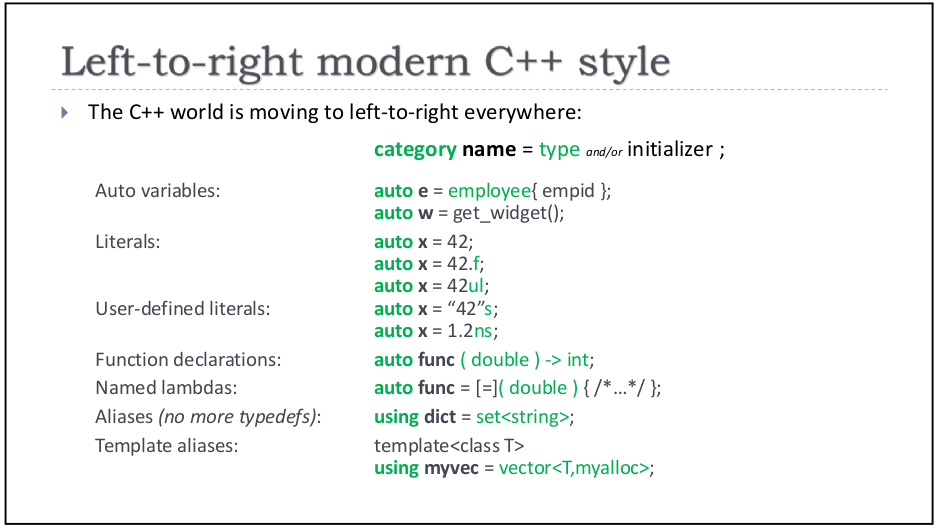 Left-to-right modern C++ style
The C++ world is moving to left-to-right everywhere:
category name = type and/or initializer ;
Auto variables: auto e = employee{ empid };
auto w = get_widget();
Literals: auto x = 42;
auto x = 42.f;
auto x = 42ul;
User-defined literals: auto x = “42”s;
auto x = 1.2ns;
Function declarations: auto func ( double ) -> int;
Named lambdas: auto func = [=]( double ) { /*…*/ };
Aliases (no more typedefs): using dict = set<string>;
Template aliases: template<class T>
using myvec = vector<T,myalloc>;